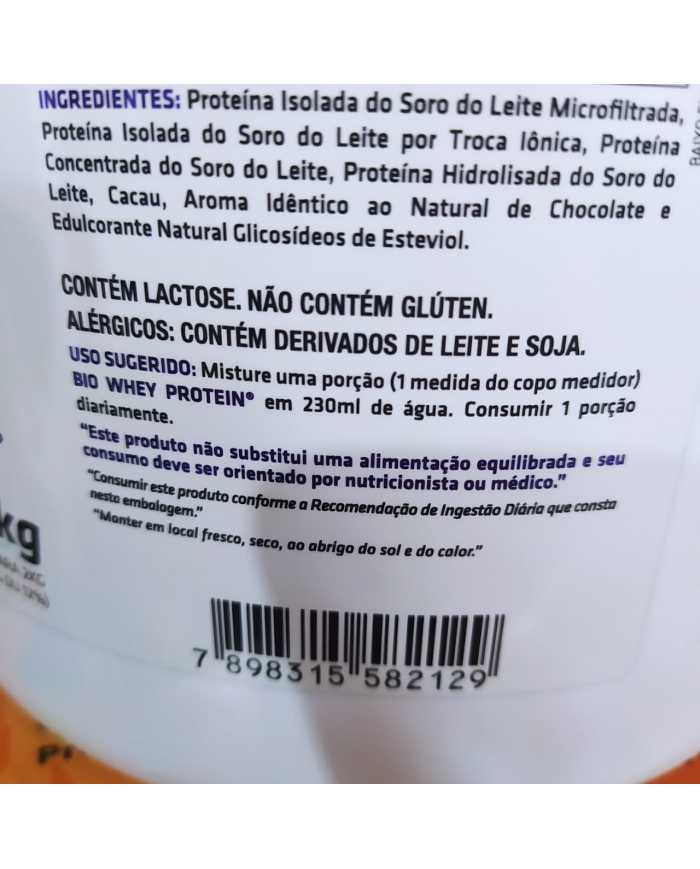 INGREDIENTES: Proteína Isolada do Soro do Leite Microfiltrada,
Proteína Isolada do Soro do Leite por Troca Iônica, Proteína
Concentrada do Soro do Leite, Proteína Hidrolisada do Soro do
Leite, Cacau, Aroma Idêntico ao Natural de Chocolate e
Edulcorante Natural Glicosídeos de Esteviol.
CONTÉM LACTOSE. NÃO CONTÉM GLÚTEN.
ALÉRGICOS: CONTÉM DERIVADOS DE LEITE E SOJA.
USO SUGERIDO: Misture uma porção (1 medida do copo medidor)
BIO WHEY PROTEIN® em 230ml de água. Consumir 1 porção
diariamente.
"Este produto não substitui uma alimentação equilibrada e seu
consumo deve ser orientado por nutricionista ou médico."
"Consumir este produto conforme a Recomendação de Ingestão Diária que consta
nesta embalagem."
"Manter em local fresco, seco, ao abrigo do sol e do calor."
kg
7 898315 582129